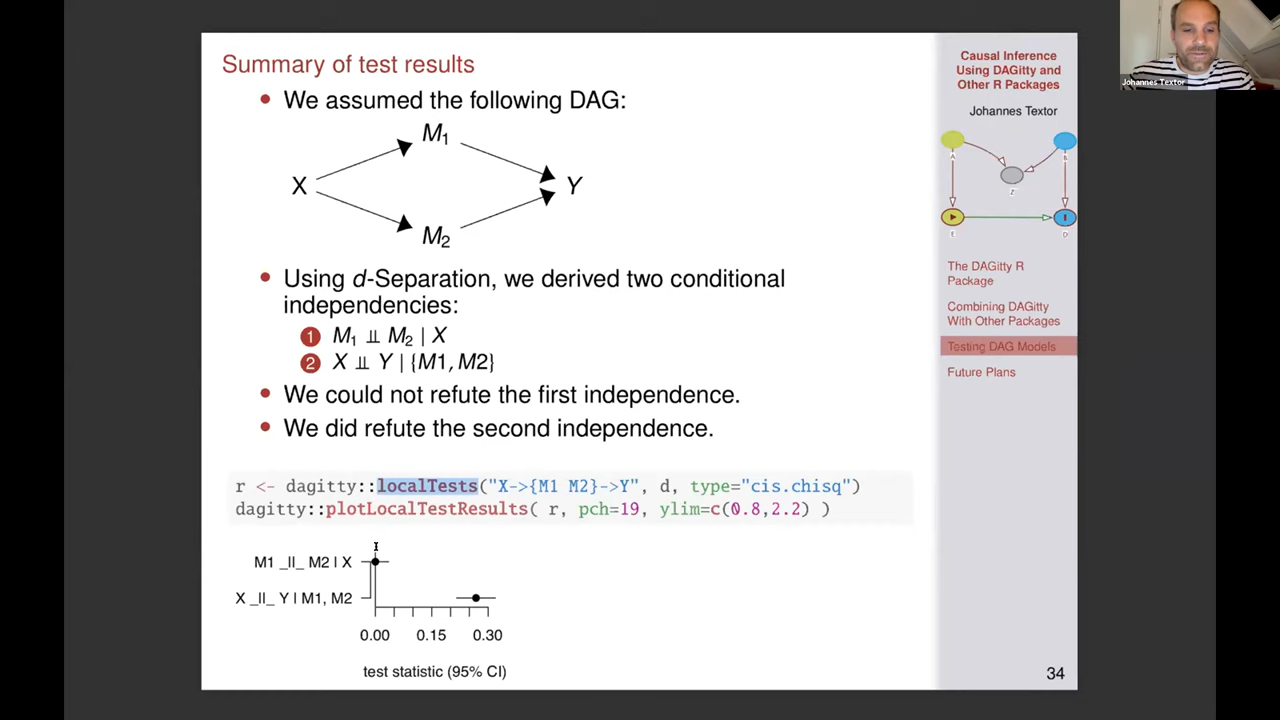 Summary of test results
• We assumed the following DAG:
M1
X
Y
M2
• Using d-Separation, we derived two conditional
independencies:
1 M1 ⫫ M2 | X
2 X ⫫ Y | {M1, M2}
• We could not refute the first independence.
• We did refute the second independence.
r <- dagitty::localTests("X->{M1 M2}->Y", d, type="cis.chisq")
dagitty::plotLocalTestResults( r, pch=19, ylim=c(0.8,2.2) )
M1 _||_ M2 | X
X _||_ Y | M1, M2
0.00 0.15 0.30
test statistic (95% CI)
Causal Inference
Using DAGitty and
Other R Packages
Johannes Textor
A
B
Z
E
D
The DAGitty R
Package
Combining DAGitty
With Other Packages
Testing DAG Models
Future Plans
34
Johannes Textor